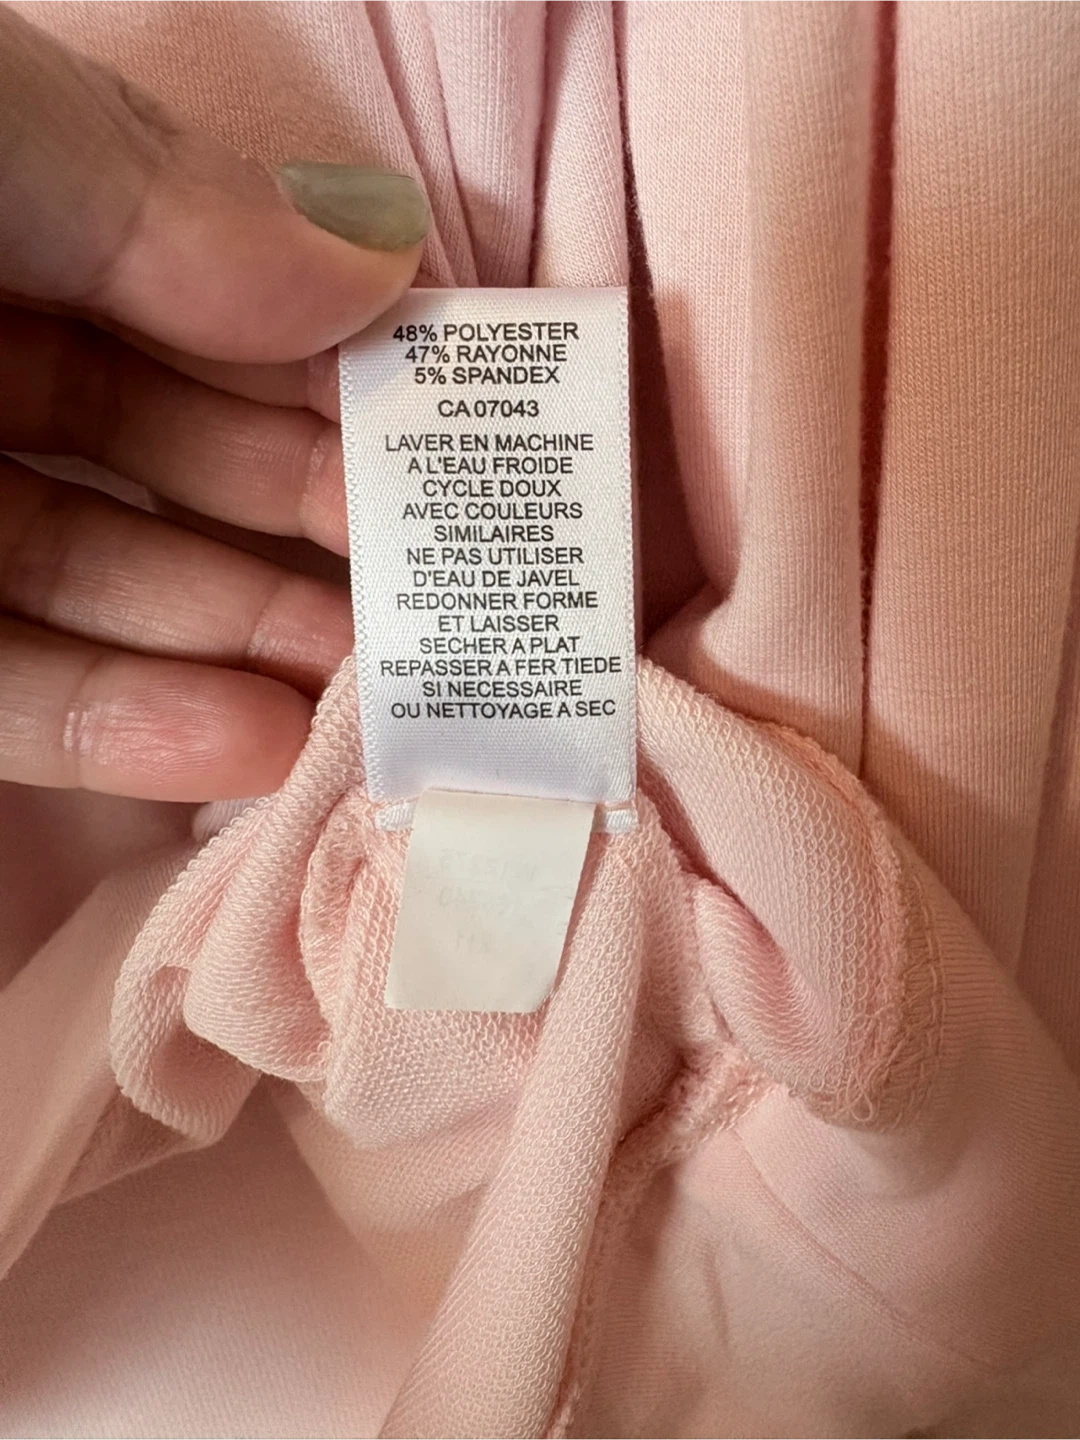 48% POLYESTER
47% RAYONNE
5% SPANDEX
CA 07043
LAVER EN MACHINE
A L'EAU FROIDE
CYCLE DOUX
AVEC COULEURS
SIMILAIRES
NE PAS UTILISER
D'EAU DE JAVEL
REDONNER FORME
ET LAISSER
SECHER A PLAT
REPASSER A FER TIEDE
SI NECESSAIRE
OU NETTOYAGE A SEC